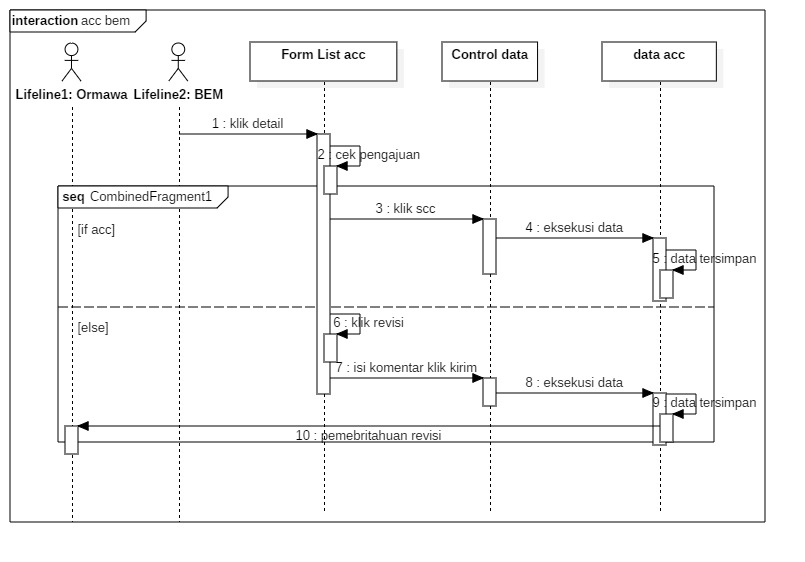 interaction acc bem
Form List acc
Control data
data acc
Lifeline1: Ormawa
Lifeline2: BEM
1 : klik detail
2 : cek pengajuan
seq CombinedFragment1
3 : klik scc
[if acc]
4 : eksekusi data
5 : data tersimpan
6 : klik revisi
[else]
7 : isi komentar klik kirim
8 : eksekusi data
9 : data tersimpan
10 : pemebritahuan revisi